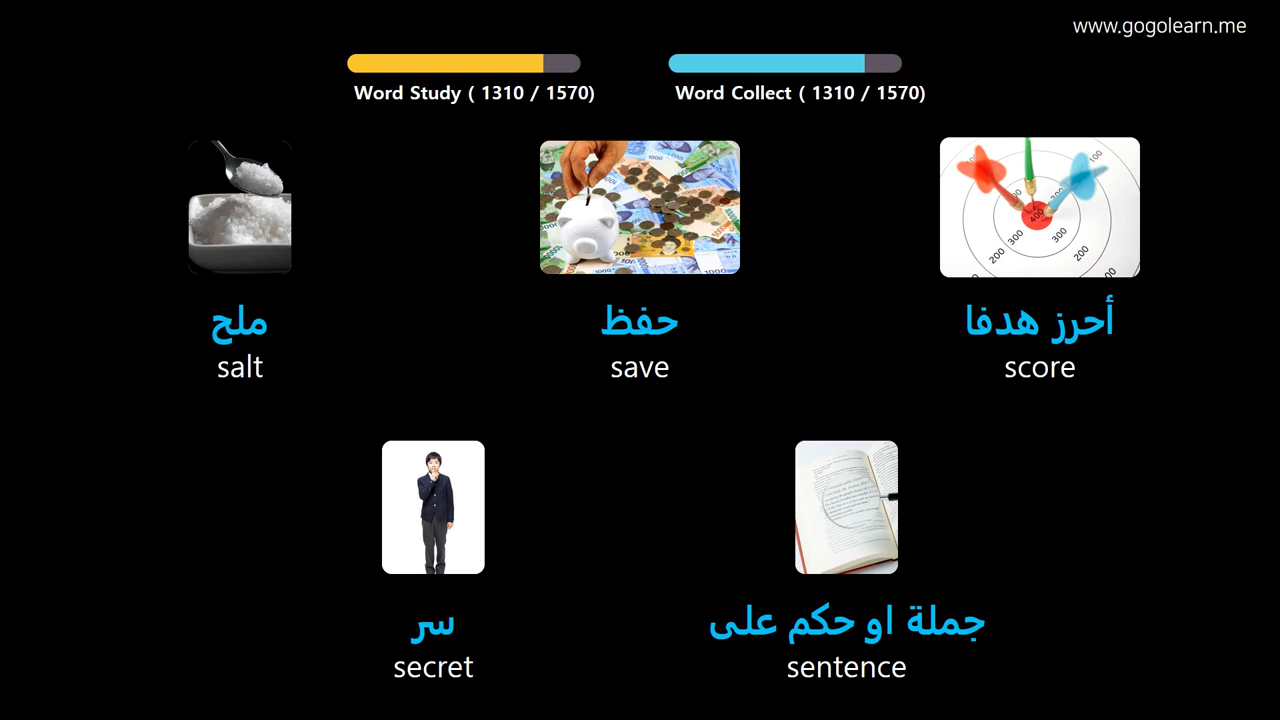 www.gogolearn.me
Word Study ( 1310 / 1570)
Word Collect ( 1310 / 1570)
ملح
salt
حفظ
save
أحرز هدفا
score
سر
secret
جملة او حكم على
sentence